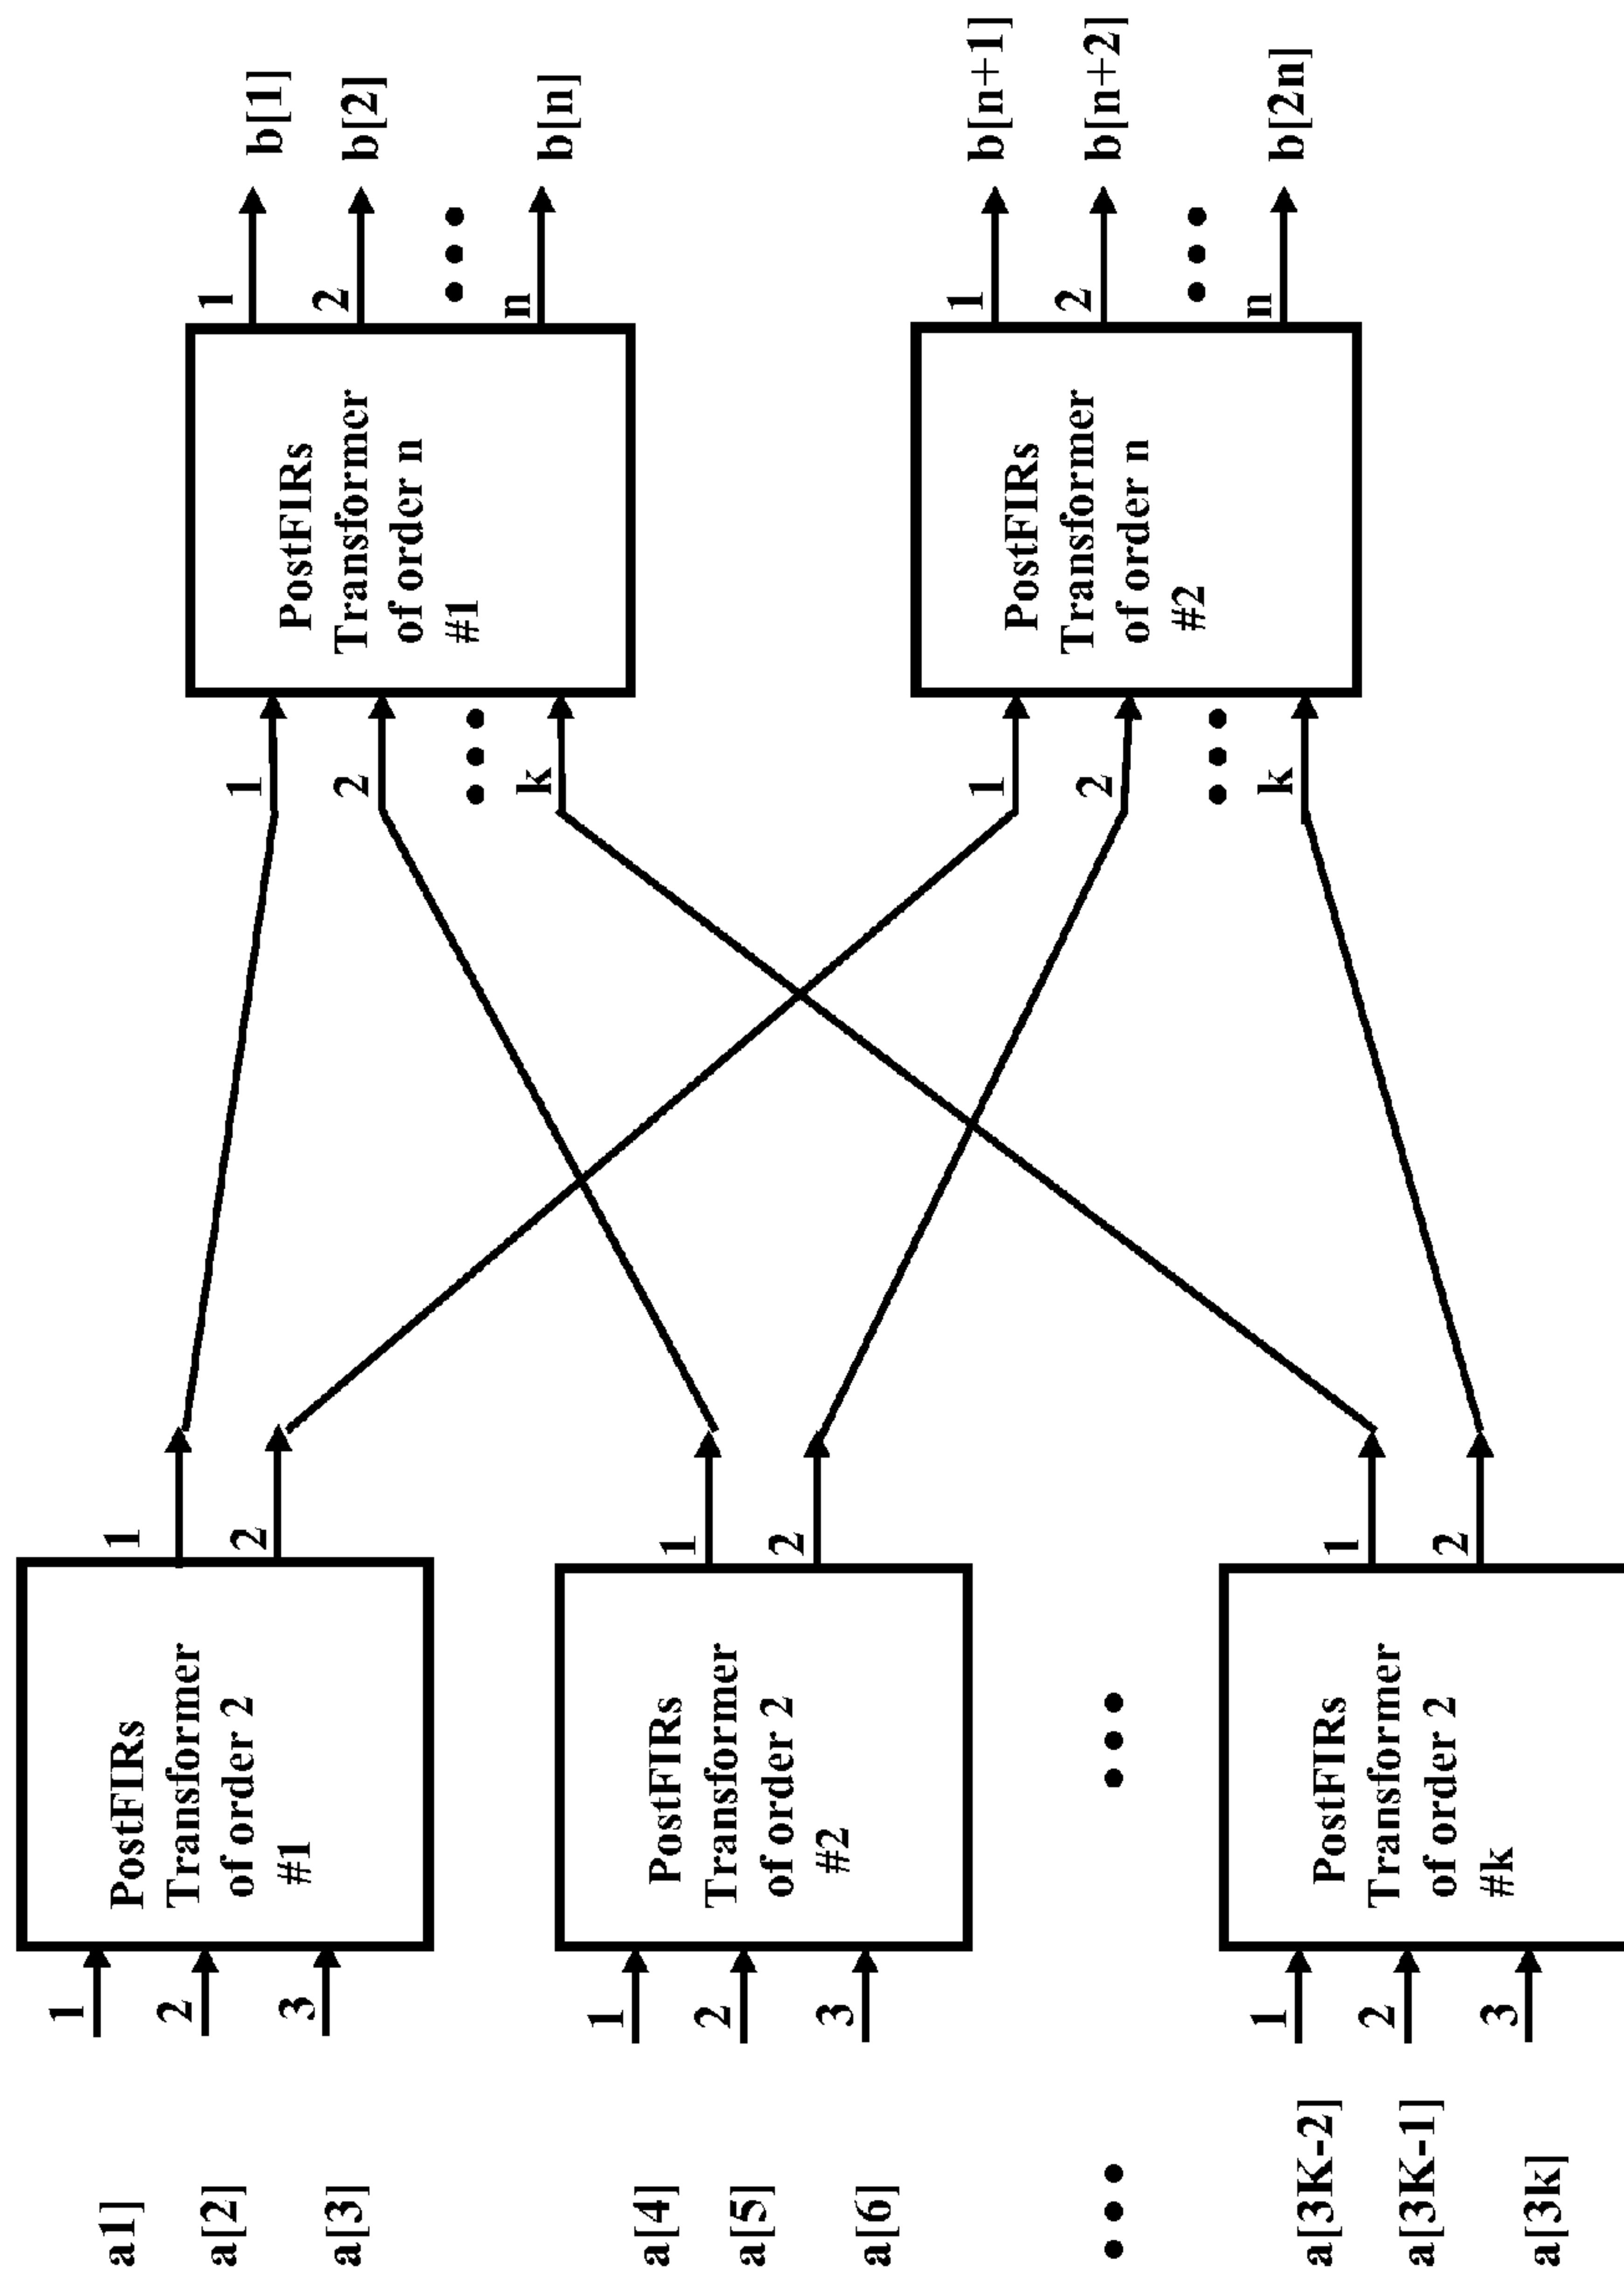 a1]
a[2]
a[3]
a[4]
a[5]
a[6]
a[3K-2]
a[3K-1]
a[3k]
1
2
3
PostFIRs
Transformer
of order 2
#1
1
2
1
2
3
PostFIRs
Transformer
of order 2
#2
1
2
1
2
3
PostFIRs
Transformer
of order 2
#k
1
2
1
2
k
PostFIRs
Transformer
of order n
#1
1
2
n
b[1]
b[2]
b[n]
1
2
k
PostFIRs
Transformer
of order n
#2
1
2
n
b[n+1]
b[n+2]
b[2n]